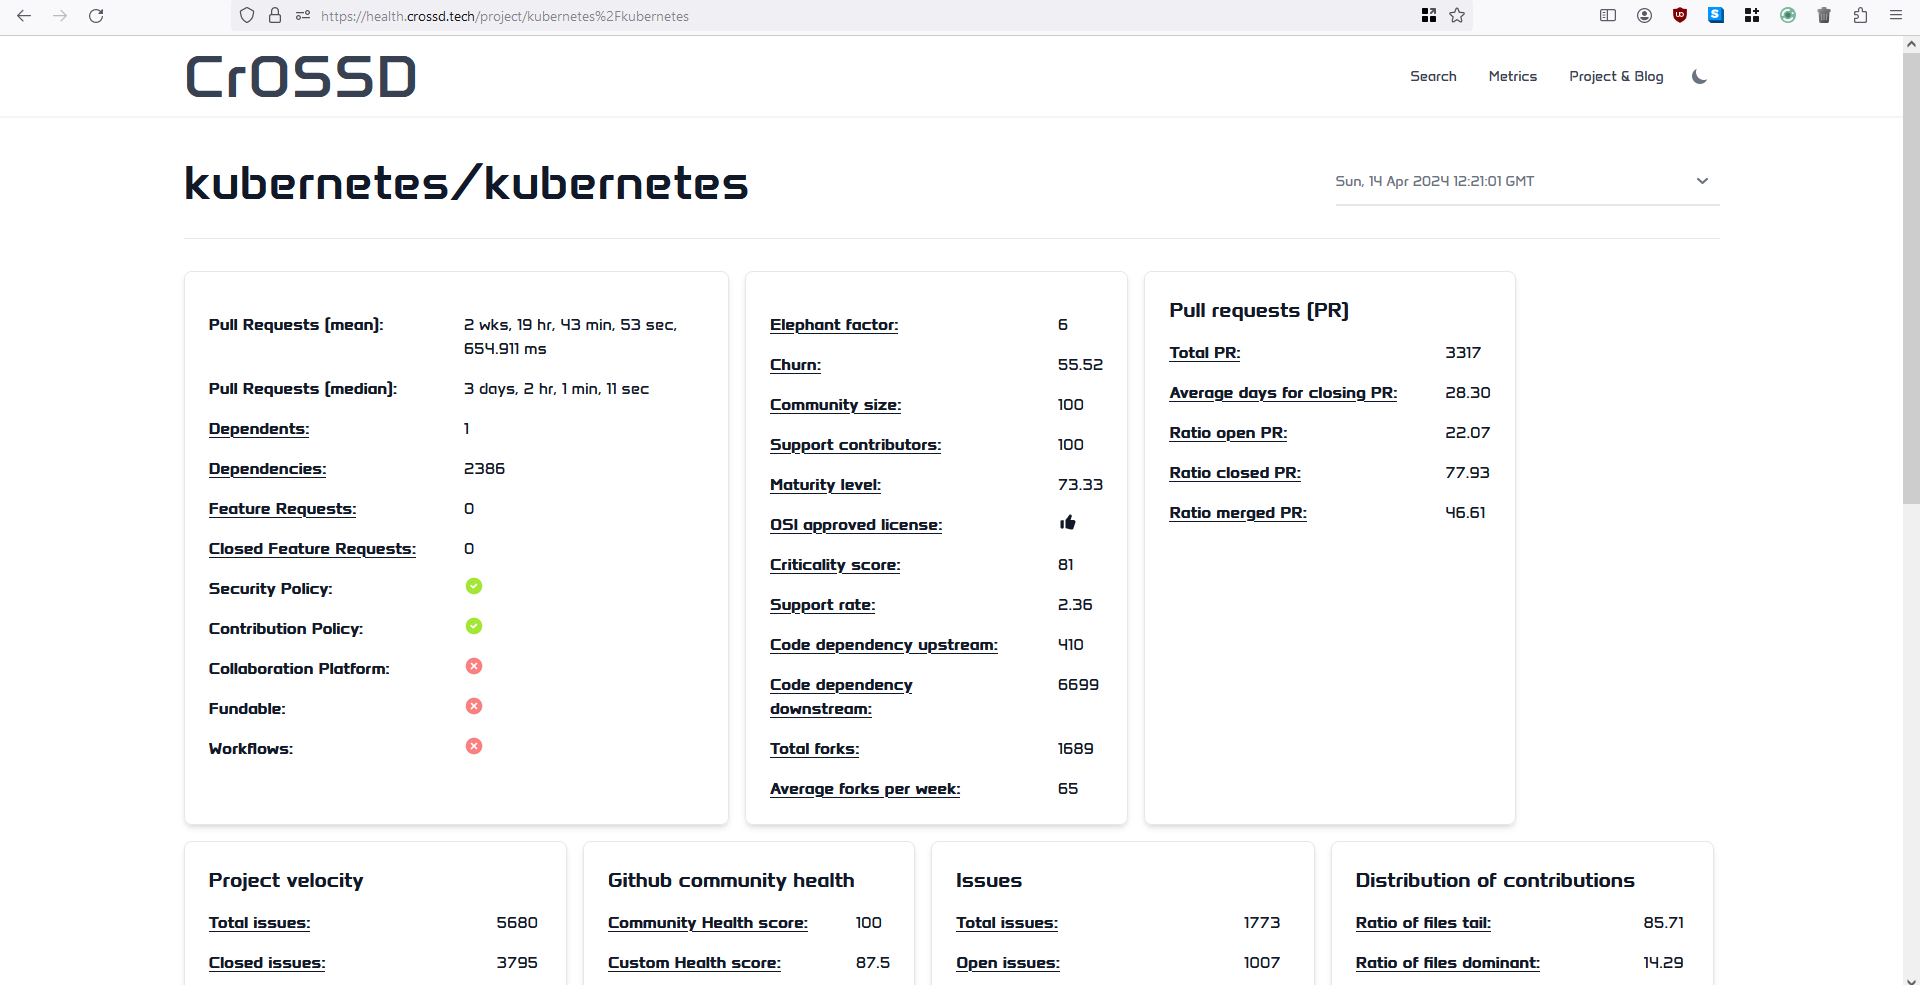 https://health.crossd.tech/project/kubernetes%2Fkubernetes
CrOSSD
Search
Metrics
Project & Blog
kubernetes/kubernetes
Sun, 14 Apr 2024 12:21:01 GMT
Pull Requests (mean): 2 wks, 19 hr, 43 min, 53 sec,
654.911 ms
Pull Requests (median): 3 days, 2 hr, 1 min, 11 sec
Dependents: 1
Dependencies: 2386
Feature Requests: 0
Closed Feature Requests: 0
Security Policy:
Contribution Policy:
Collaboration Platform:
Fundable:
Workflows:
Elephant factor: 6
Churn: 55.52
Community size: 100
Support contributors: 100
Maturity level: 73.33
OSI approved license:
Criticality score: 81
Support rate: 2.36
Code dependency upstream: 410
Code dependency 6699
downstream:
Total forks: 1689
Average forks per week: 65
Pull requests (PR)
Total PR: 3317
Average days for closing PR: 28.30
Ratio open PR: 22.07
Ratio closed PR: 77.93
Ratio merged PR: 46.61
Project velocity
Total issues: 5680
Closed issues: 3795
Github community health
Community Health score: 100
Custom Health score: 87.5
Issues
Total issues: 1773
Open issues: 1007
Distribution of contributions
Ratio of files tail: 85.71
Ratio of files dominant: 14.29